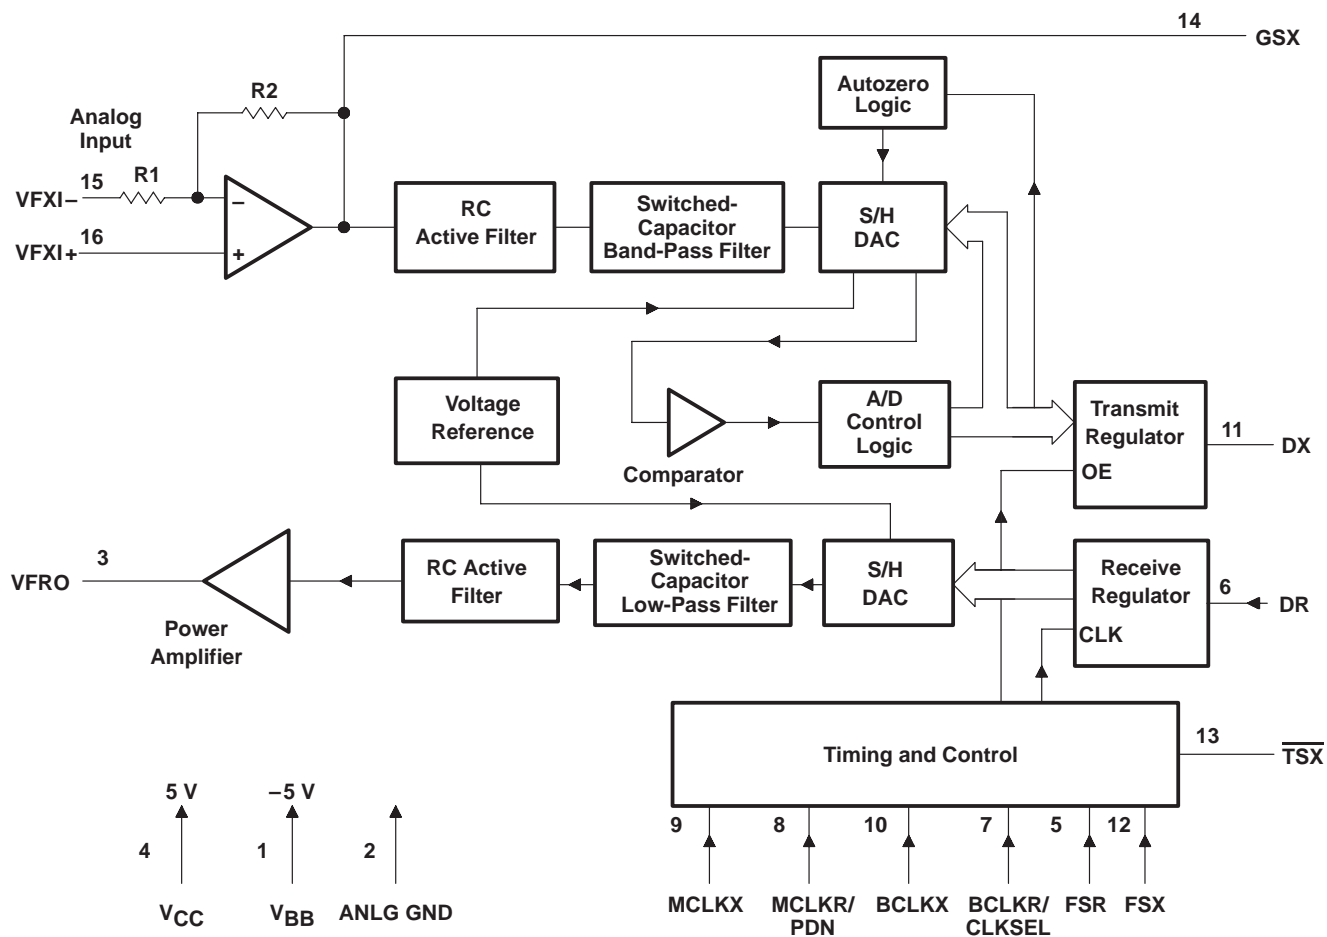 14
GSX
R2
Autozero
Logic
Analog
Input
15
R1
VFXI−
−
16
VFXI+
+
RC
Active Filter
Switched-
Capacitor
Band-Pass Filter
S/H
DAC
Voltage
Reference
Comparator
A/D
Control
Logic
Transmit
Regulator
OE
11
DX
3
VFRO
Power
Amplifier
RC Active
Filter
Switched-
Capacitor
Low-Pass Filter
S/H
DAC
Receive
Regulator
CLK
6
DR
Timing and Control
13
TSX
5 V
−5 V
4
1
2
VCC
VBB
ANLG GND
9
8
10
7
5
12
MCLKX
MCLKR/
PDN
BCLKX
BCLKR/
CLKSEL
FSR
FSX